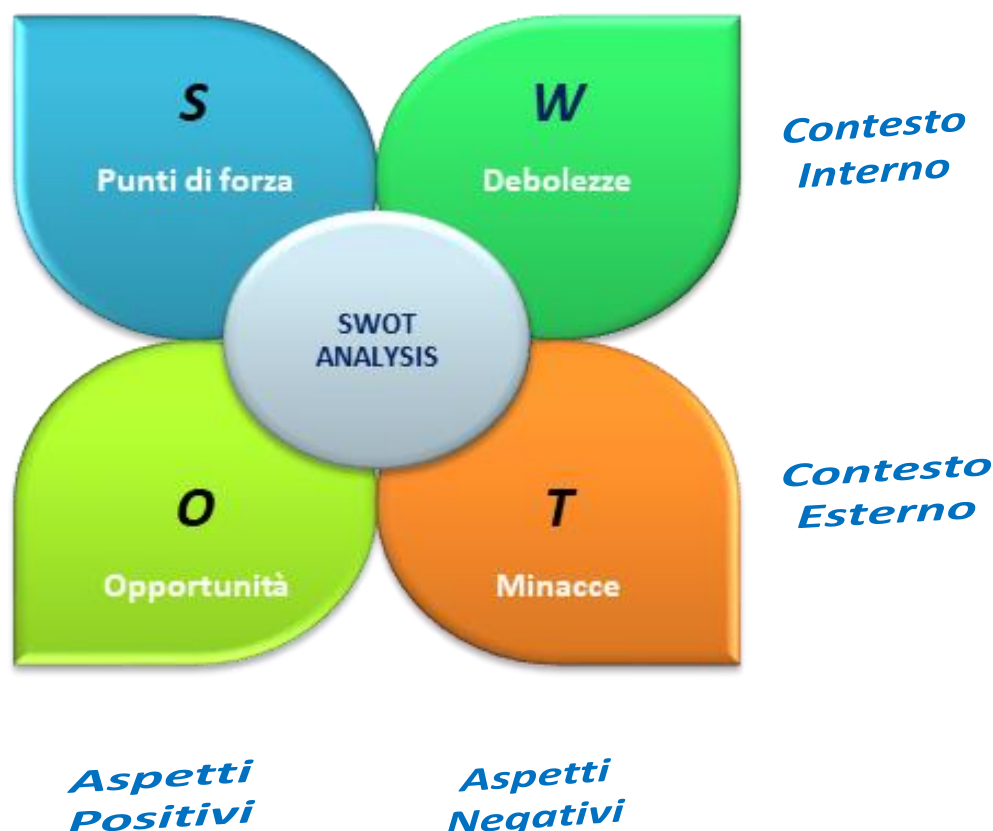 S
Punti di forza
W
Debolezze
Contesto
Interno
SWOT
ANALYSIS
O
Opportunità
T
Minacce
Contesto
Esterno
Aspetti
Positivi
Aspetti
Negativi